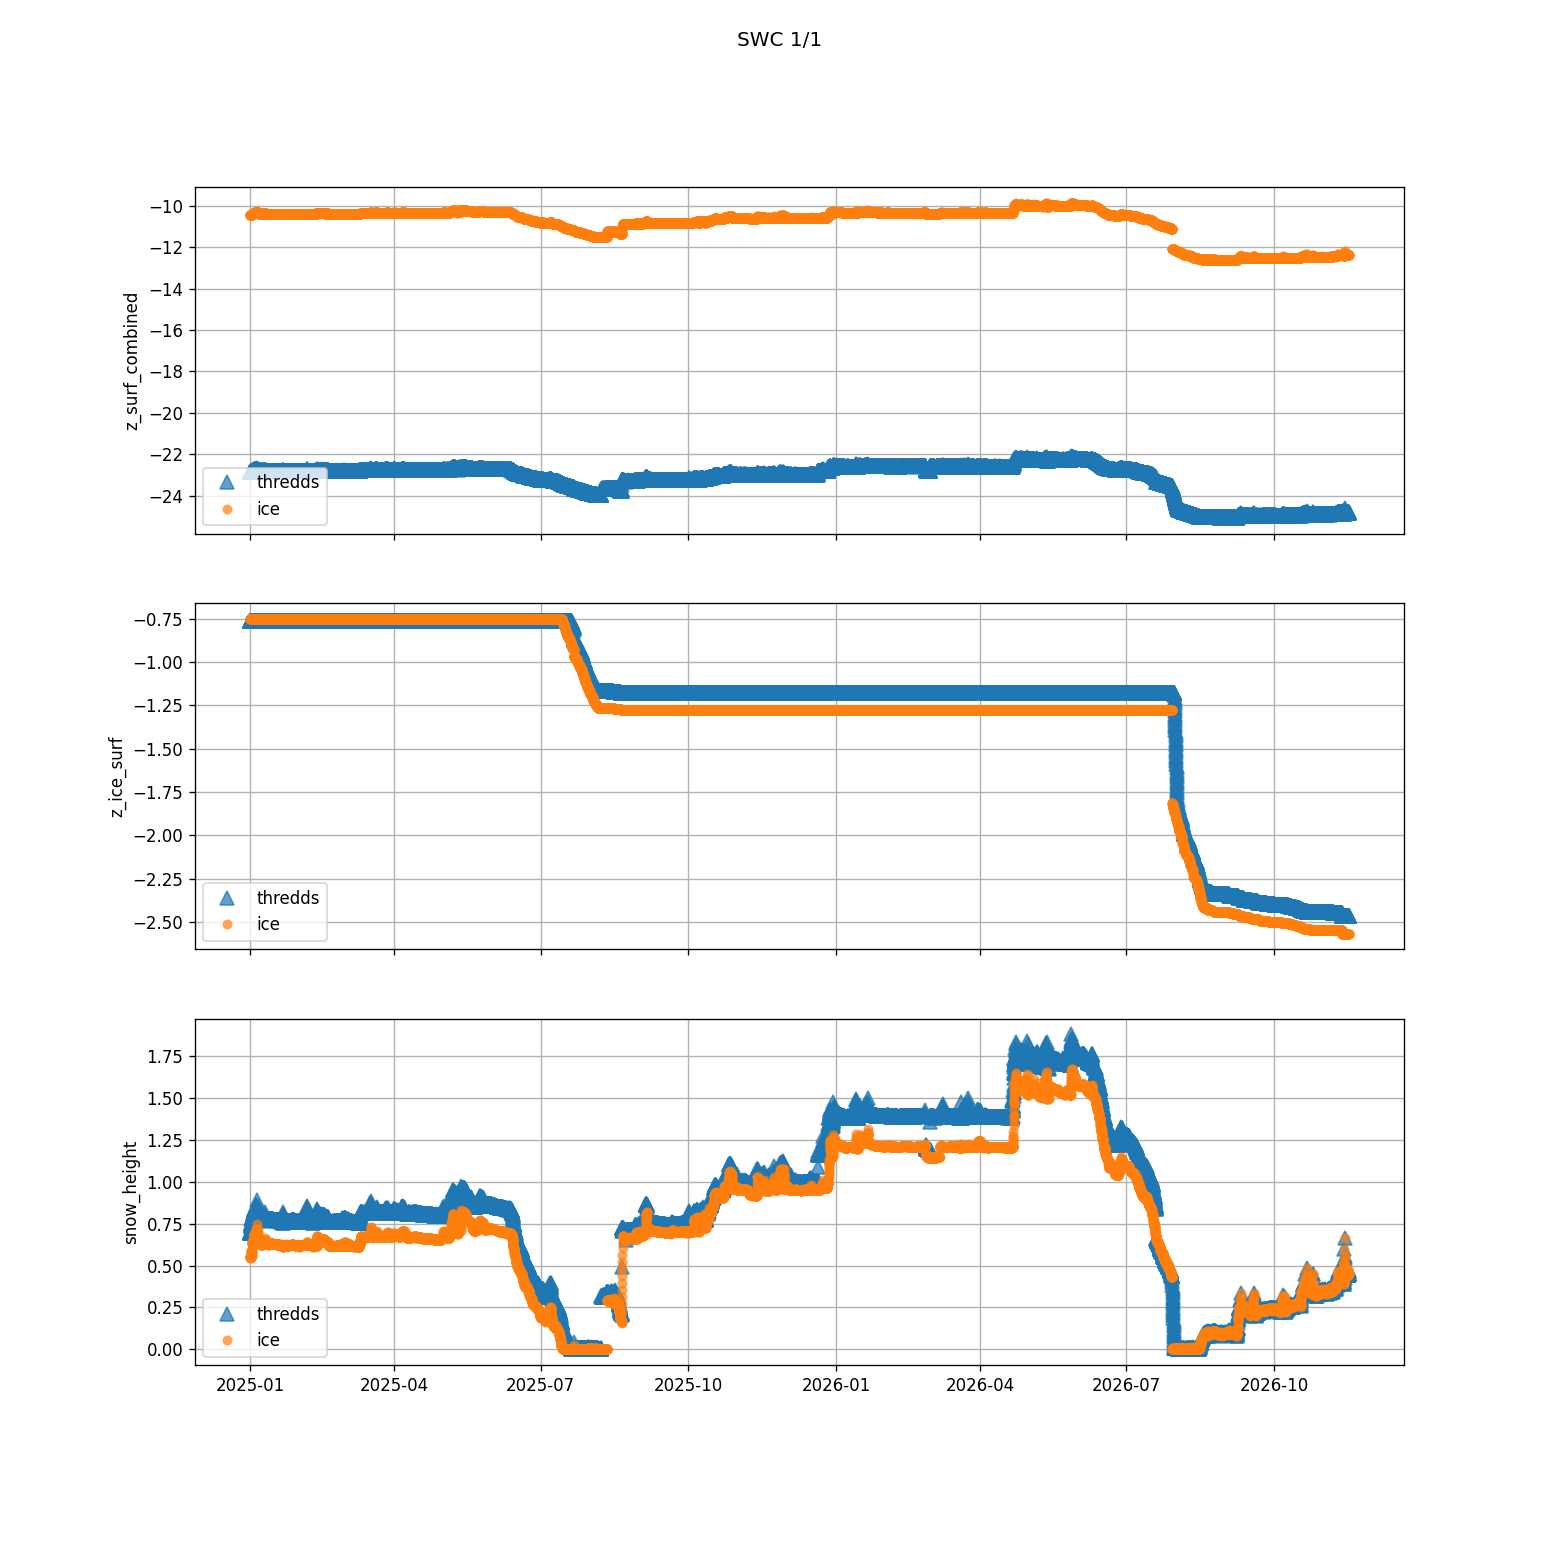 SWC 1/1
z_surf_combined
−10
−12
−14
−16
−18
−20
−22
−24
thredds
ice
z_ice_surf
−0.75
−1.00
−1.25
−1.50
−1.75
−2.00
−2.25
−2.50
thredds
ice
snow_height
1.75
1.50
1.25
1.00
0.75
0.50
0.25
0.00
thredds
ice
2025-01 2025-04 2025-07 2025-10 2026-01 2026-04 2026-07 2026-10